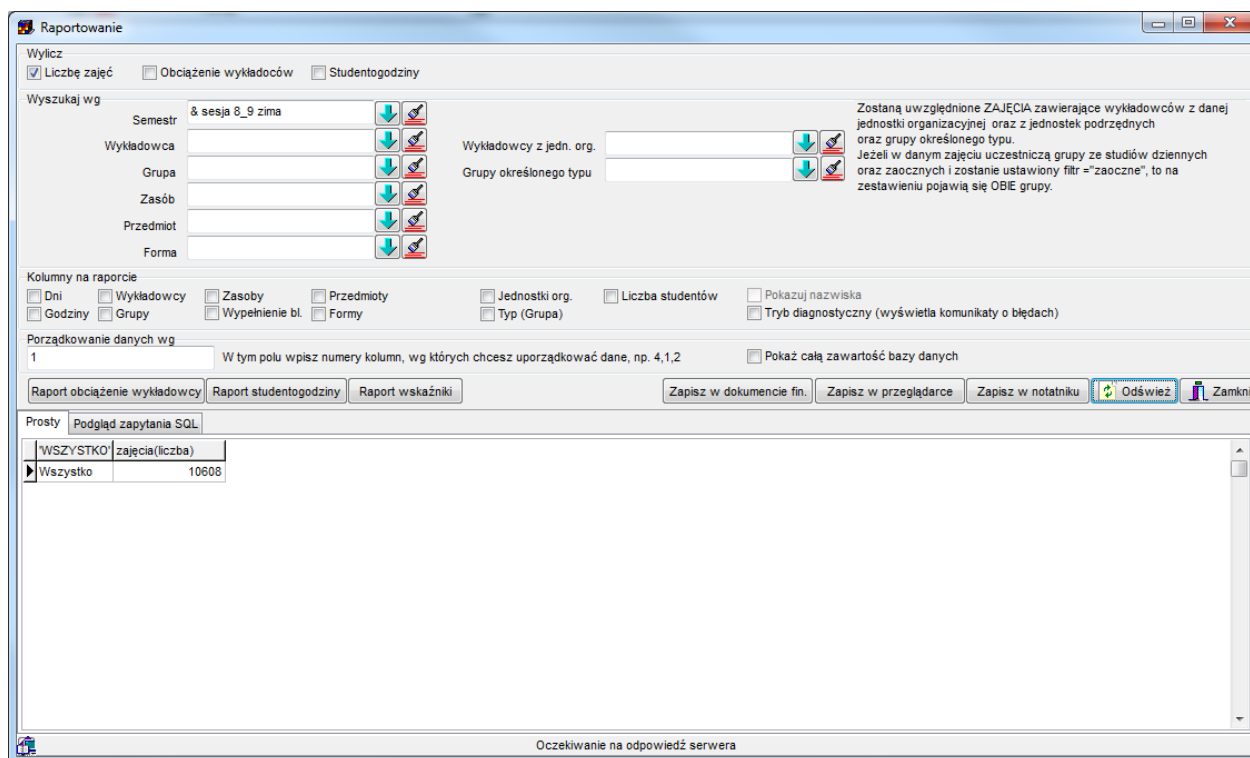 Raportowanie
Wylicz
Liczbę zajęć Obciążenie wykładoców Studentogodziny
Wyszukaj wg
Semestr & sesja 8_9 zima
Wykładowca
Grupa
Zasób
Przedmiot
Forma
Wykładowcy z jedn. org.
Grupy określonego typu
Zostaną uwzględnione ZAJĘCIA zawierające wykładowców z danej
jednostki organizacyjnej oraz z jednostek podrzędnych
oraz grupy określonego typu.
Jeżeli w danym zajęciu uczestniczą grupy ze studiów dziennych
oraz zaocznych i zostanie ustawiony filtr ="zaoczne", to na
zestawieniu pojawią się OBIE grupy.
Kolumny na raporcie
Dni Wykładowcy Zasoby Przedmioty Jednostki org. Liczba studentów Pokazuj nazwiska
Godziny Grupy Wypełnienie bl. Formy Typ (Grupa) Tryb diagnostyczny (wyświetla komunikaty o błędach)
Porządkowanie danych wg
1 W tym polu wpisz numery kolumn, wg których chcesz uporządkować dane, np. 4,1,2 Pokaż całą zawartość bazy danych
Raport obciążenie wykładowcy Raport studentogodziny Raport wskaźniki Zapisz w dokumencie fin. Zapisz w przeglądarce Zapisz w notatniku Odśwież Zamkni
Prosty Podgląd zapytania SQL
'WSZYSTKO' zajęcia(liczba)
Wszystko 10608
Oczekiwanie na odpowiedź serwera